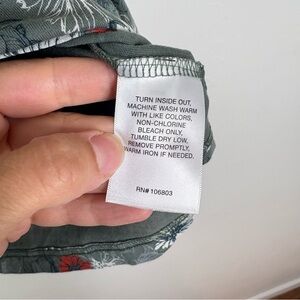 TURN INSIDE OUT,
MACHINE WASH WARM
WITH LIKE COLORS,
NON-CHLORINE
BLEACH ONLY,
TUMBLE DRY LOW,
REMOVE PROMPTLY,
WARM IRON IF NEEDED.
RN# 106803